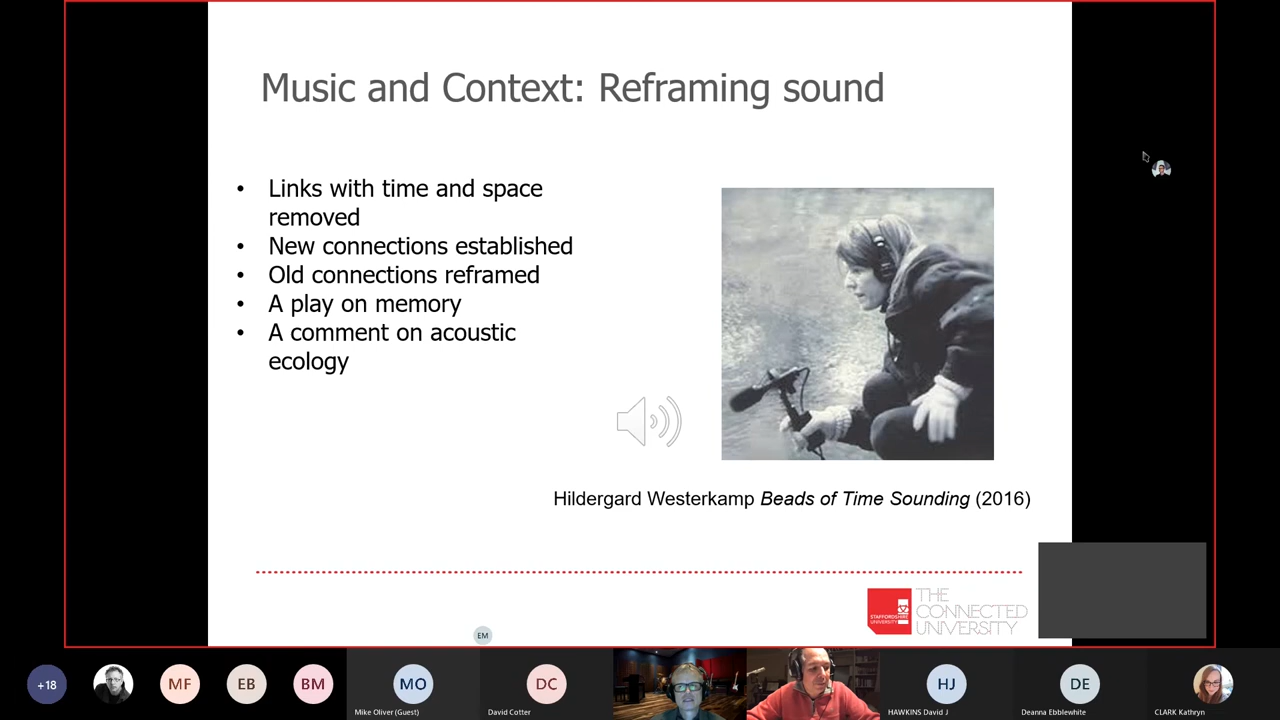 Music and Context: Reframing sound
• Links with time and space
removed
• New connections established
• Old connections reframed
• A play on memory
• A comment on acoustic
ecology
Hildergard Westerkamp Beads of Time Sounding (2016)
STAFFORDSHIRE
UNIVERSITY
THE
CONNECTED
UNIVERSITY
EM
+18
MF
EB
BM
MO
DC
HJ
DE
Mike Oliver (Guest)
David Cotter
HAWKINS David J
Deanna Ebblewhite
CLARK Kathryn